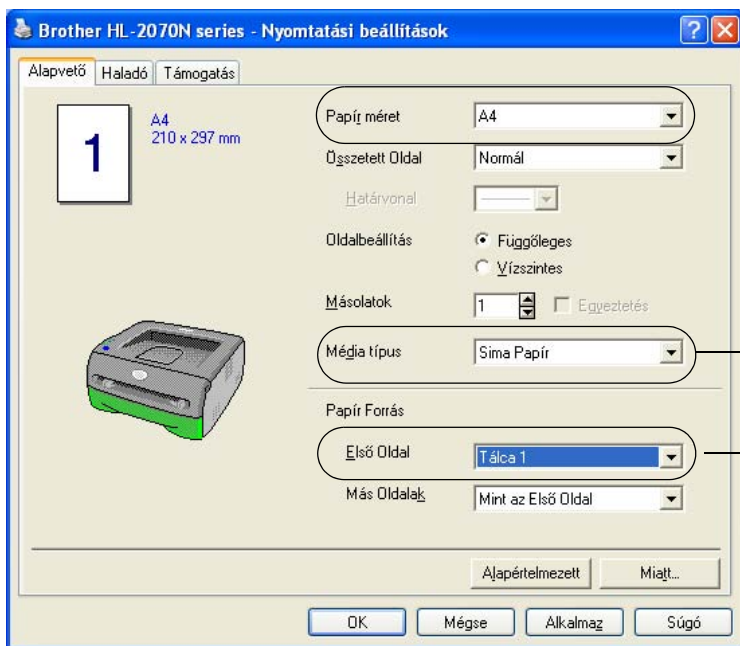 Brother HL-2070N series - Nyomtatási beállítások
Alapvető Haladó Támogatás
1
A4
210 x 297 mm
Papír méret A4
Összetett Oldal Normál
Határvonal
Oldalbeállítás Függőleges
Vízszintes
Másolatok 1 Egyeztetés
Média típus Sima Papír
Papír Forrás
Első Oldal Tálca 1
Más Oldalak Mint az Első Oldal
Alapértelmezett Miatt...
OK Mégse Alkalmaz Súgó